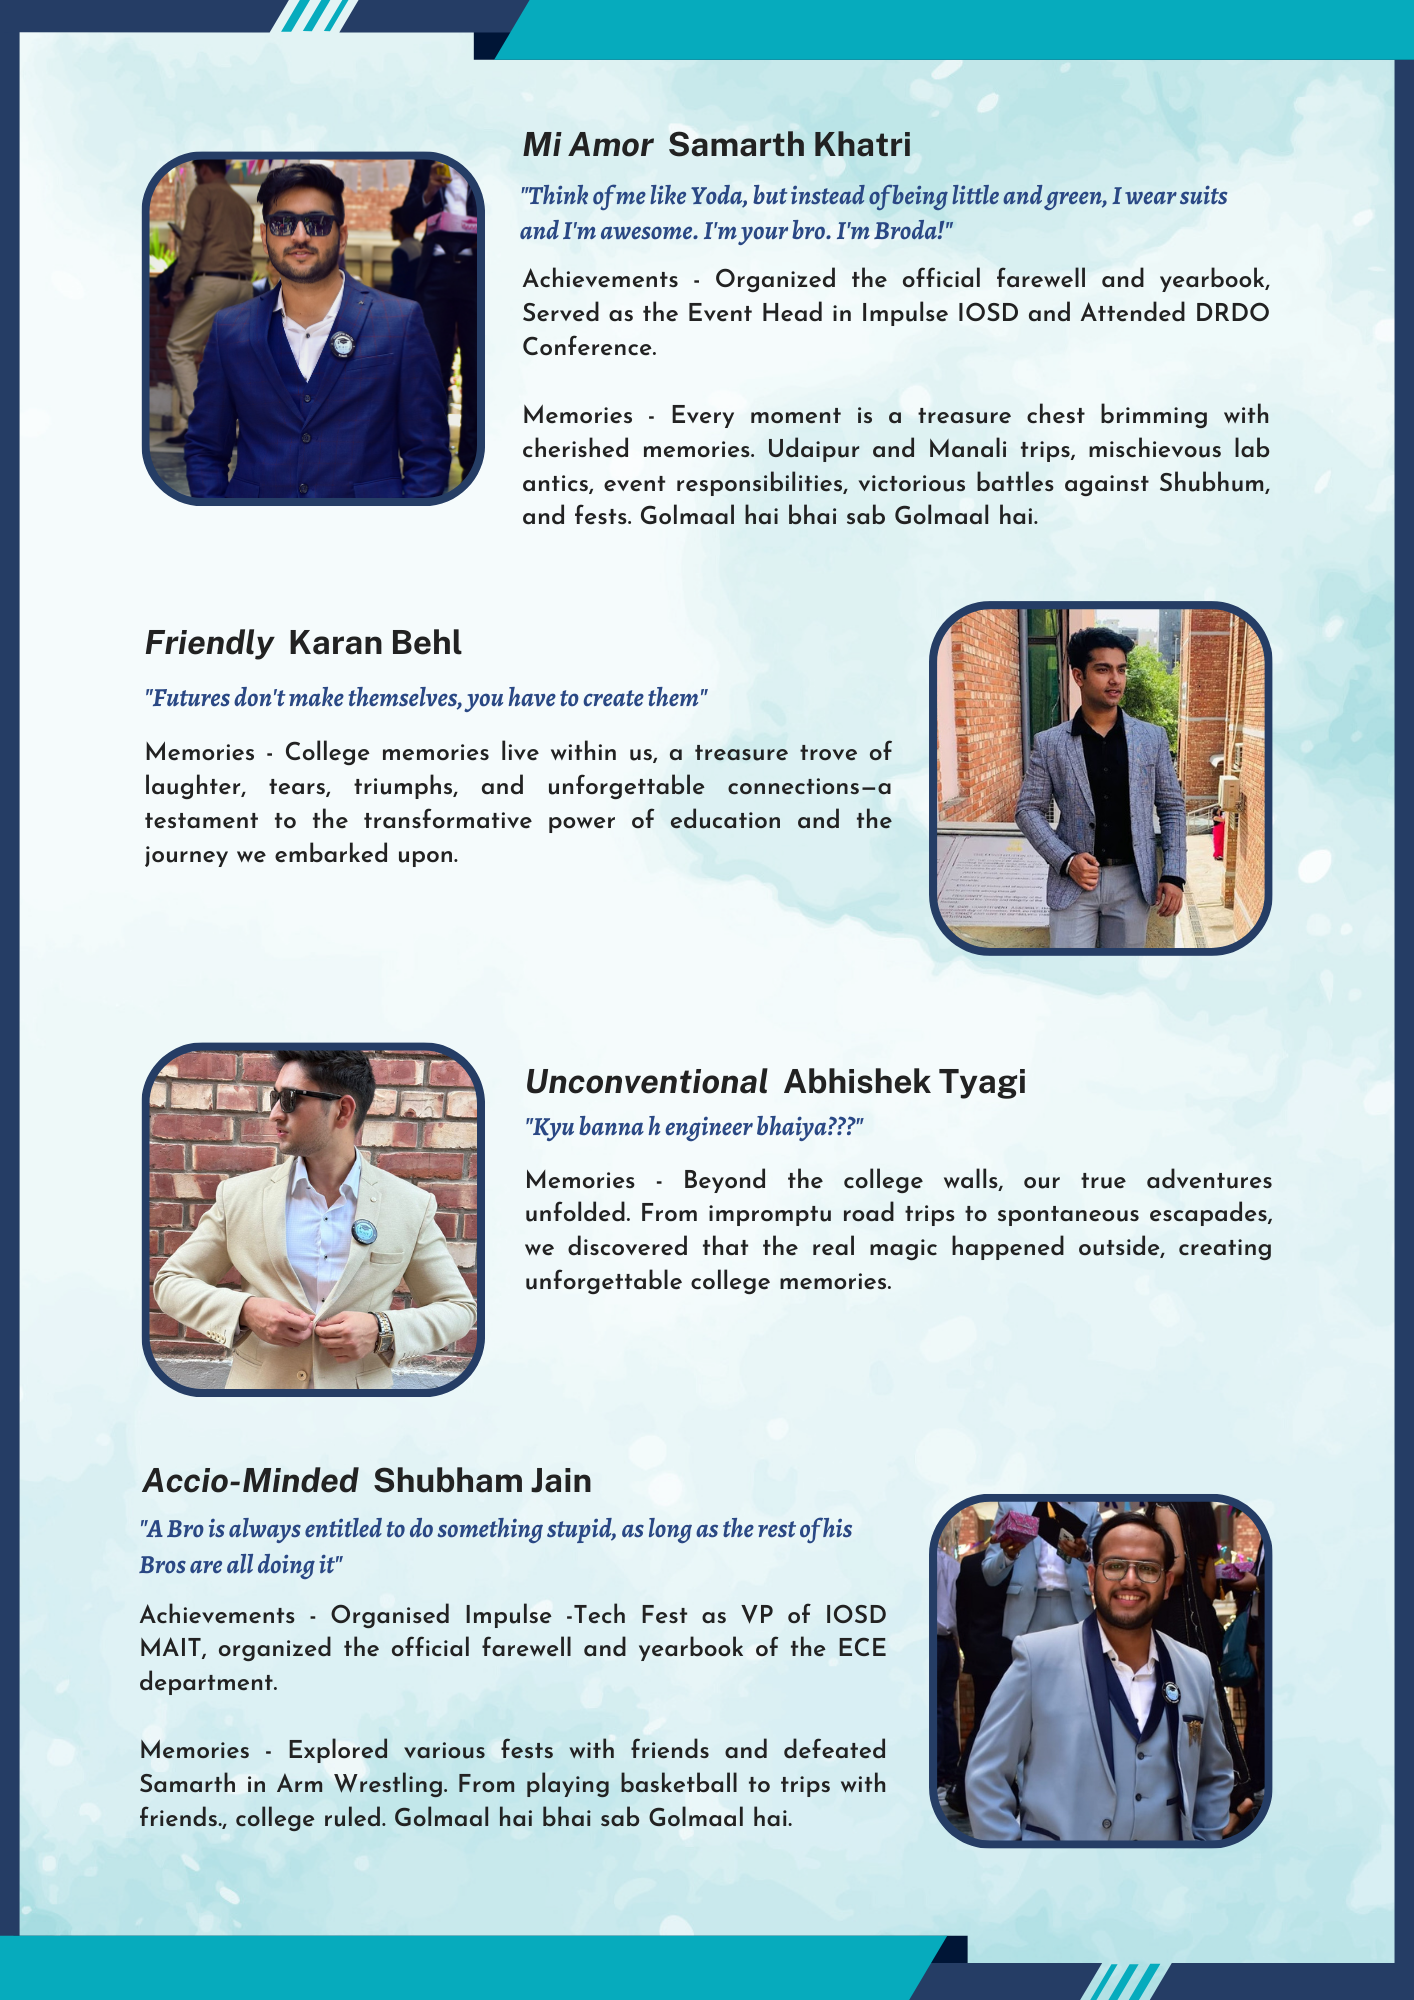 Mi Amor Samarth Khatri
"Think of me like Yoda, but instead of being little and green, I wear suits
and I'm awesome. I'm your bro. I'm Broda!"
Achievements - Organized the official farewell and yearbook,
Served as the Event Head in Impulse IOSD and Attended DRDO
Conference.
Memories - Every moment is a treasure chest brimming with
cherished memories. Udaipur and Manali trips, mischievous lab
antics, event responsibilities, victorious battles against Shubhum,
and fests. Golmaal hai bhai sab Golmaal hai.
Friendly Karan Behl
"Futures don't make themselves, you have to create them"
Memories - College memories live within us, a treasure trove of
laughter, tears, triumphs, and unforgettable connections—a
testament to the transformative power of education and the
journey we embarked upon.
Unconventional Abhishek Tyagi
"Kyu banna h engineer bhaiya???"
Memories - Beyond the college walls, our true adventures
unfolded. From impromptu road trips to spontaneous escapades,
we discovered that the real magic happened outside, creating
unforgettable college memories.
Accio-Minded Shubham Jain
"A Bro is always entitled to do something stupid, as long as the rest of his
Bros are all doing it"
Achievements - Organised Impulse -Tech Fest as VP of IOSD
MAIT, organized the official farewell and yearbook of the ECE
department.
Memories - Explored various fests with friends and defeated
Samarth in Arm Wrestling. From playing basketball to trips with
friends., college ruled. Golmaal hai bhai sab Golmaal hai.